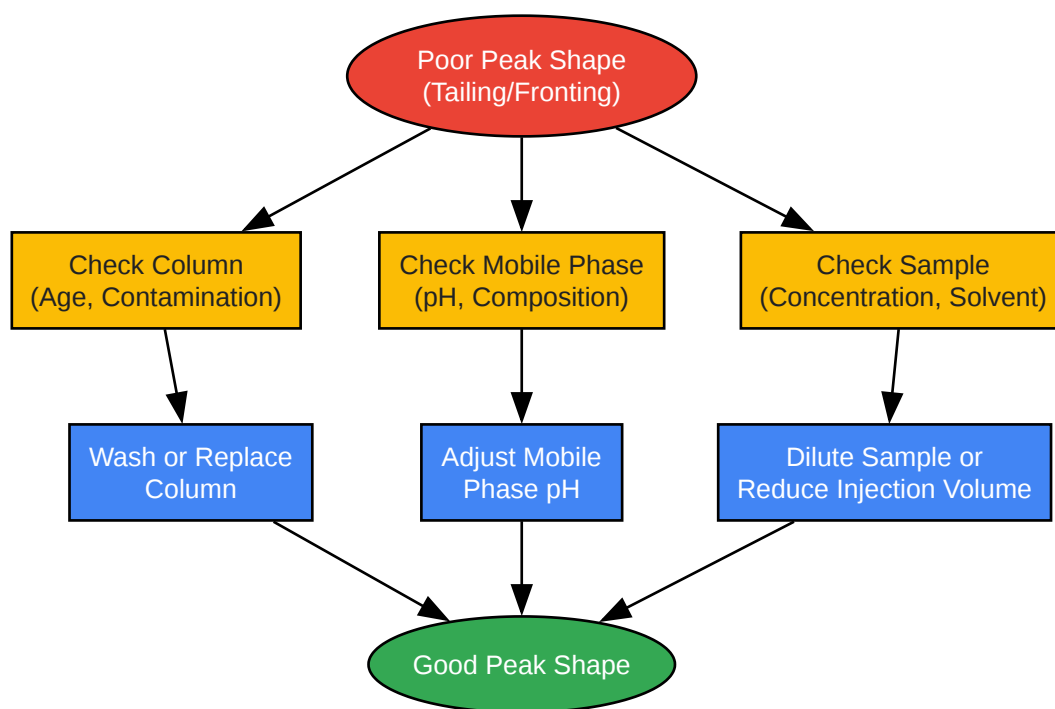 Poor Peak Shape
(Tailing/Fronting)
Check Column
(Age, Contamination)
Check Mobile Phase
(pH, Composition)
Check Sample
(Concentration, Solvent)
Wash or Replace
Column
Adjust Mobile
Phase pH
Dilute Sample or
Reduce Injection Volume
Good Peak Shape